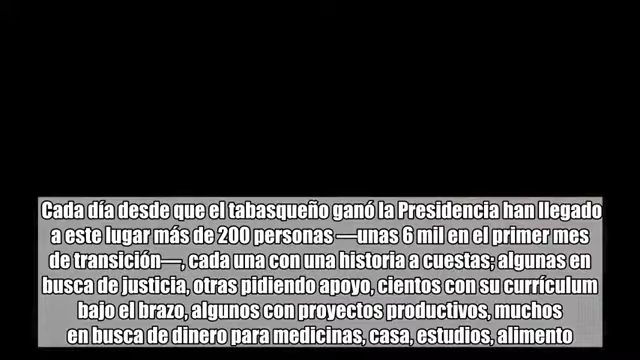 Cada día desde que el tabasqueño ganó la Presidencia han llegado
a este lugar más de 200 personas —unas 6 mil en el primer mes
de transición—, cada una con una historia a cuestas; algunas en
busca de justicia, otras pidiendo apoyo, cientos con su currículum
bajo el brazo, algunos con proyectos productivos, muchos
en busca de dinero para medicinas, casa, estudios, alimento